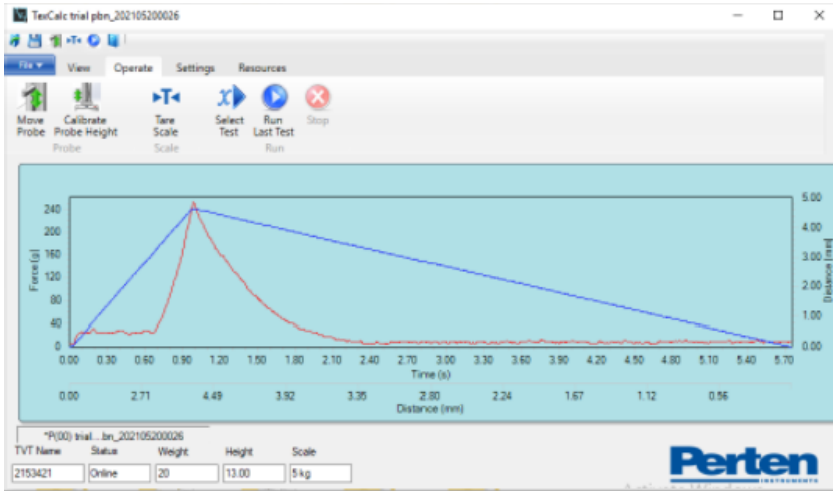 TexCalc trial pbn_202105200026
File View Operate Settings Resources
Move Probe Calibrate Probe Height Tare Scale Select Test Run Last Test Stop
Probe Scale Run
240 200 160 120 80 40 0
Force (g)
5.00 4.00 3.00 2.00 1.00 0.00
Distance (mm)
0.00 0.30 0.60 0.90 1.20 1.50 1.80 2.10 2.40 2.70 3.00 3.30 3.60 3.90 4.20 4.50 4.80 5.10 5.40 5.70
Time (s)
0.00 2.71 4.49 3.92 3.35 2.80 2.24 1.67 1.12 0.56
Distance (mm)
*P(00) trial....bn_202105200026
TVT Name Status Weight Height Scale
2153421 Online 20 13.00 5 kg
Perten
INSTRUMENTS